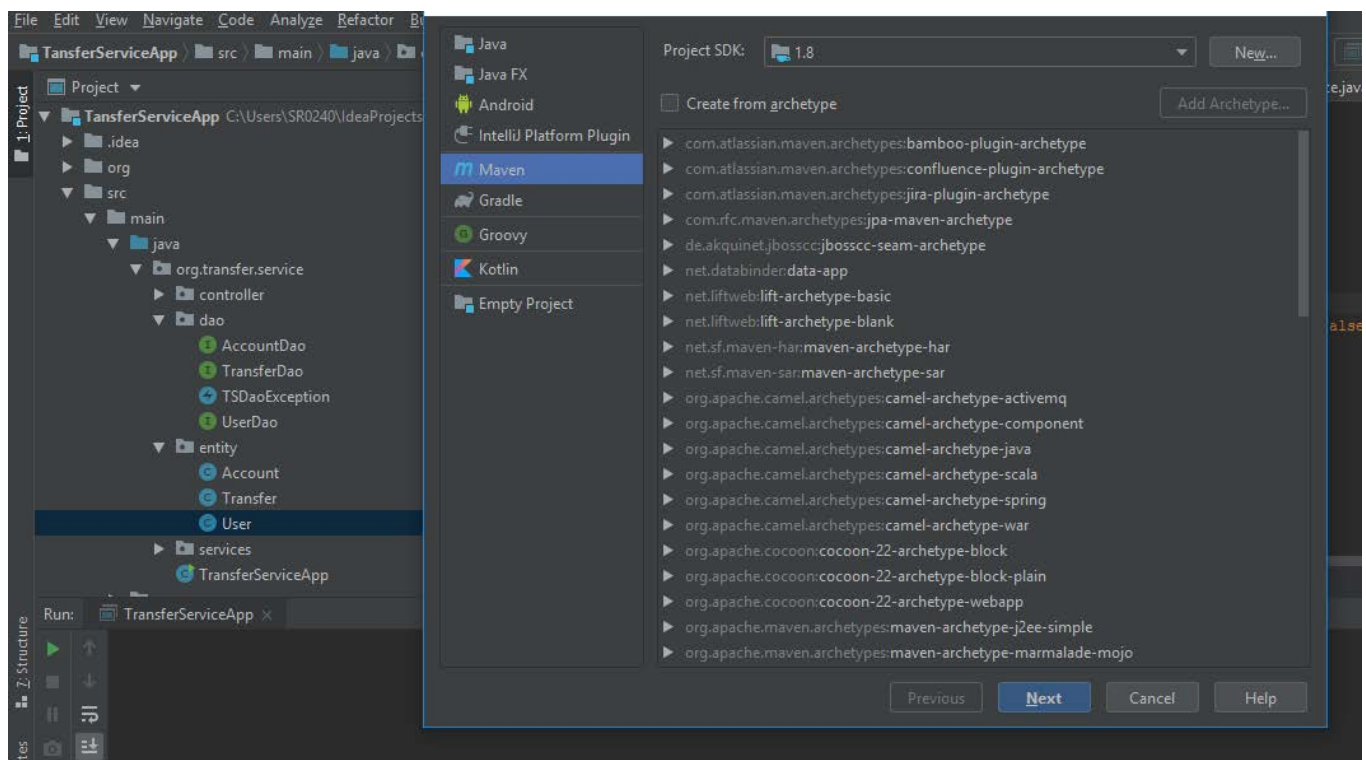 File Edit View Navigate Code Analyze Refactor
TansferServiceApp src main java
Project
1: Project
TansferServiceApp C:\Users\SR0240\IdeaProjects
.idea
org
src
main
java
org.transfer.service
controller
dao
AccountDao
TransferDao
TSDaoException
UserDao
entity
Account
Transfer
User
services
TransferServiceApp
Run: TransferServiceApp
Z: Structure
Java
Java FX
Android
IntelliJ Platform Plugin
Maven
Gradle
Groovy
Kotlin
Empty Project
Project SDK: 1.8 New...
Create from archetype Add Archetype...
com.atlassian.maven.archetypes:bamboo-plugin-archetype
com.atlassian.maven.archetypes:confluence-plugin-archetype
com.atlassian.maven.archetypes:jira-plugin-archetype
com.rfc.maven.archetypes:jpa-maven-archetype
de.akquinet.jbosscc:jbosscc-seam-archetype
net.databinder:data-app
net.liftweb:lift-archetype-basic
net.liftweb:lift-archetype-blank
net.sf.maven-har:maven-archetype-har
net.sf.maven-sar:maven-archetype-sar
org.apache.camel.archetypes:camel-archetype-activemq
org.apache.camel.archetypes:camel-archetype-component
org.apache.camel.archetypes:camel-archetype-java
org.apache.camel.archetypes:camel-archetype-scala
org.apache.camel.archetypes:camel-archetype-spring
org.apache.camel.archetypes:camel-archetype-war
org.apache.cocoon:cocoon-22-archetype-block
org.apache.cocoon:cocoon-22-archetype-block-plain
org.apache.cocoon:cocoon-22-archetype-webapp
org.apache.maven.archetypes:maven-archetype-j2ee-simple
org.apache.maven.archetypes:maven-archetype-marmalade-mojo
Previous Next Cancel Help